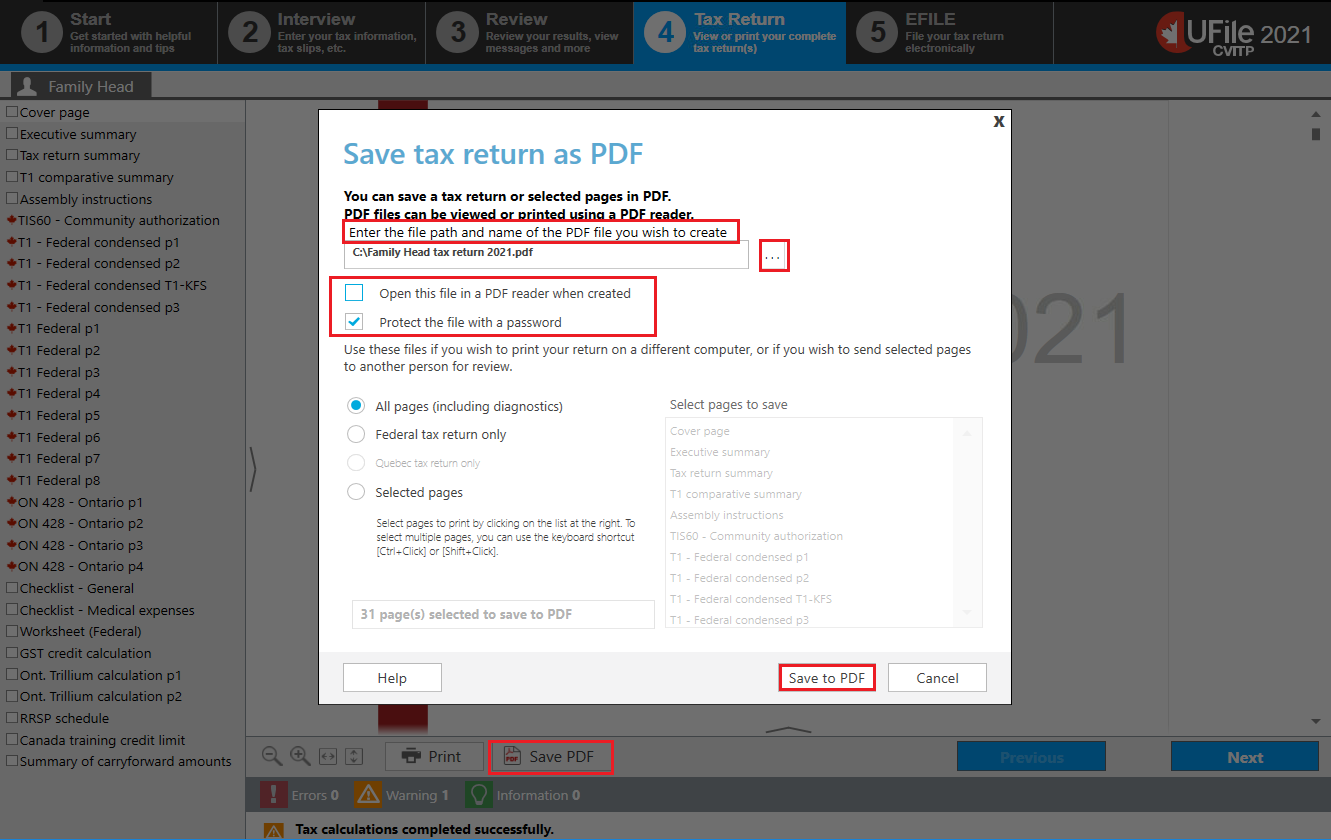 1
Start
Get started with helpful
information and tips
2
Interview
Enter your tax information,
tax slips, etc.
3
Review
Review your results, view
messages and more
4
Tax Return
View or print your complete
tax return(s)
5
EFILE
File your tax return
electronically
UFile 2021
CVITP
Family Head
Cover page
Executive summary
Tax return summary
T1 comparative summary
Assembly instructions
TIS60 - Community authorization
T1 - Federal condensed p1
T1 - Federal condensed p2
T1 - Federal condensed T1-KFS
T1 - Federal condensed p3
T1 Federal p1
T1 Federal p2
T1 Federal p3
T1 Federal p4
T1 Federal p5
T1 Federal p6
T1 Federal p7
T1 Federal p8
ON 428 - Ontario p1
ON 428 - Ontario p2
ON 428 - Ontario p3
ON 428 - Ontario p4
Checklist - General
Checklist - Medical expenses
Worksheet (Federal)
GST credit calculation
Ont. Trillium calculation p1
Ont. Trillium calculation p2
RRSP schedule
Canada training credit limit
Summary of carryforward amounts
X
Save tax return as PDF
You can save a tax return or selected pages in PDF.
PDF files can be viewed or printed using a PDF reader.
Enter the file path and name of the PDF file you wish to create
C:\Family Head tax return 2021.pdf
...
Open this file in a PDF reader when created
Protect the file with a password
Use these files if you wish to print your return on a different computer, or if you wish to send selected pages
to another person for review.
All pages (including diagnostics)
Federal tax return only
Quebec tax return only
Selected pages
Select pages to print by clicking on the list at the right. To
select multiple pages, you can use the keyboard shortcut
[Ctrl+Click] or [Shift+Click].
31 page(s) selected to save to PDF
Select pages to save
Cover page
Executive summary
Tax return summary
T1 comparative summary
Assembly instructions
TIS60 - Community authorization
T1 - Federal condensed p1
T1 - Federal condensed p2
T1 - Federal condensed T1-KFS
T1 - Federal condensed p3
Help
Save to PDF
Cancel
021
Print
PDF
Save PDF
Previous
Next
Errors 0
Warning 1
Information 0
Tax calculations completed successfully.